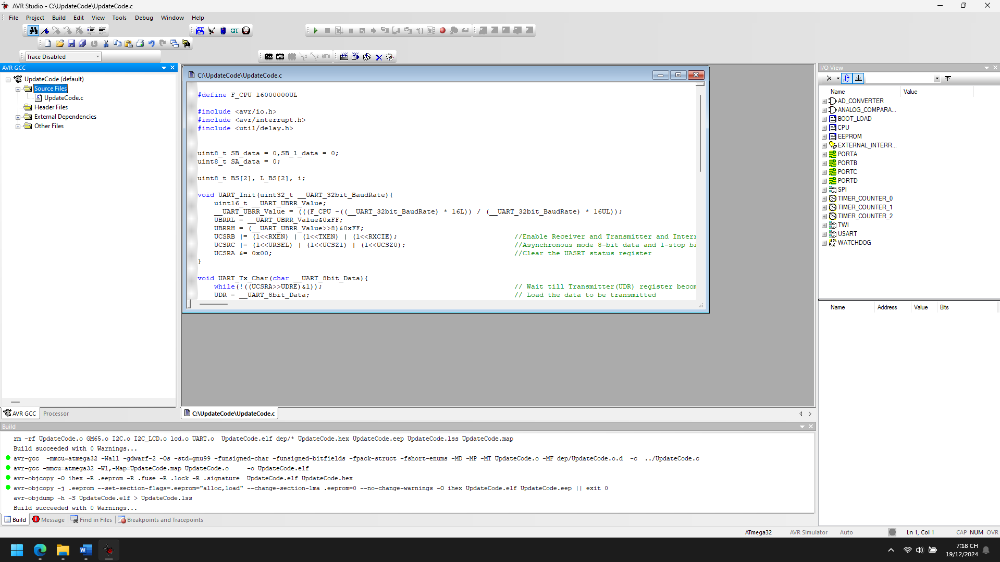 AVR Studio - C:\UpdateCode\UpdateCode.c
File Project Build Edit View Tools Debug Window Help
Trace Disabled
Con AVR AUTO
AVR GCC
UpdateCode (default)
Source Files
UpdateCode.c
Header Files
External Dependencies
Other Files
AVR GCC Processor
C:\UpdateCode\UpdateCode.c
#define F_CPU 16000000UL
#include <avr/io.h>
#include <avr/interrupt.h>
#include <util/delay.h>
uint8_t SB_data = 0,SB_l_data = 0;
uint8_t SA_data = 0;
uint8_t BS[2], L_BS[2], i;
void UART_Init(uint32_t __UART_32bit_BaudRate){
uint16_t __UART_UBRR_Value;
__UART_UBRR_Value = (((F_CPU -((__UART_32bit_BaudRate) * 16L)) / (__UART_32bit_BaudRate) * 16UL));
UBRRL = __UART_UBRR_Value&0xFF;
UBRRH = (__UART_UBRR_Value>>8)&0xFF;
UCSRB |= (1<<RXEN) | (1<<TXEN) | (1<<RXCIE); //Enable Receiver and Transmitter and Interr
UCSRC |= (1<<URSEL) | (1<<UCSZ1) | (1<<UCSZ0); //Asynchronous mode 8-bit data and 1-stop bi
UCSRA &= 0x00; //Clear the UASRT status register
}
void UART_Tx_Char(char __UART_8bit_Data){
while(!((UCSRA>>UDRE)&1)); // Wait till Transmitter(UDR) register becom
UDR = __UART_8bit_Data; // Load the data to be transmitted
C:\UpdateCode\UpdateCode.c
I/O View
Name Value
AD_CONVERTER
ANALOG_COMPARA...
BOOT_LOAD
CPU
EEPROM
EXTERNAL_INTERR...
PORTA
PORTB
PORTC
PORTD
SPI
TIMER_COUNTER_0
TIMER_COUNTER_1
TIMER_COUNTER_2
TWI
USART
WATCHDOG
Name Address Value Bits
Build
rm -rf UpdateCode.o GM65.o I2C.o I2C_LCD.o lcd.o UART.o UpdateCode.elf dep/* UpdateCode.hex UpdateCode.eep UpdateCode.lss UpdateCode.map
Build succeeded with 0 Warnings...
avr-gcc -mmcu=atmega32 -Wall -gdwarf-2 -Os -std=gnu99 -funsigned-char -funsigned-bitfields -fpack-struct -fshort-enums -MD -MP -MT UpdateCode.o -MF dep/UpdateCode.o.d -c ../UpdateCode.c
avr-gcc -mmcu=atmega32 -Wl,-Map=UpdateCode.map UpdateCode.o -o UpdateCode.elf
avr-objcopy -O ihex -R .eeprom -R .fuse -R .lock -R .signature UpdateCode.elf UpdateCode.hex
avr-objcopy -j .eeprom --set-section-flags=.eeprom="alloc,load" --change-section-lma .eeprom=0 --no-change-warnings -O ihex UpdateCode.elf UpdateCode.eep || exit 0
avr-objdump -h -S UpdateCode.elf > UpdateCode.lss
Build succeeded with 0 Warnings...
Build Message Find in Files Breakpoints and Tracepoints
ATmega32 AVR Simulator Auto Ln 1, Col 1 CAP NUM OVR
7:18 CH
19/12/2024